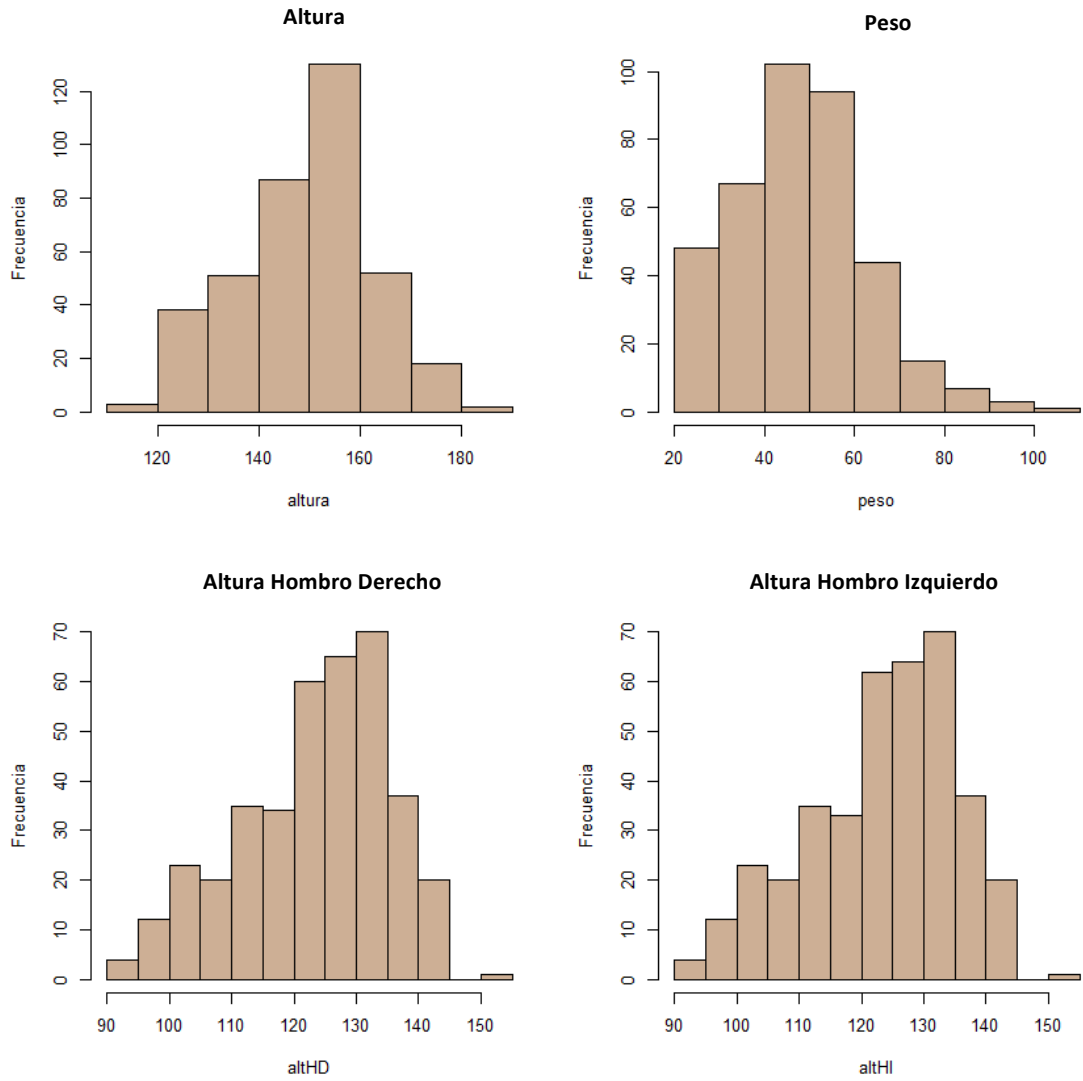 Altura
Frecuencia
0 20 40 60 80 100 120
120 140 160 180
altura
Peso
Frecuencia
0 20 40 60 80 100
20 40 60 80 100
peso
Altura Hombro Derecho
Frecuencia
0 10 20 30 40 50 60 70
90 100 110 120 130 140 150
altHD
Altura Hombro Izquierdo
Frecuencia
0 10 20 30 40 50 60 70
90 100 110 120 130 140 150
altHI